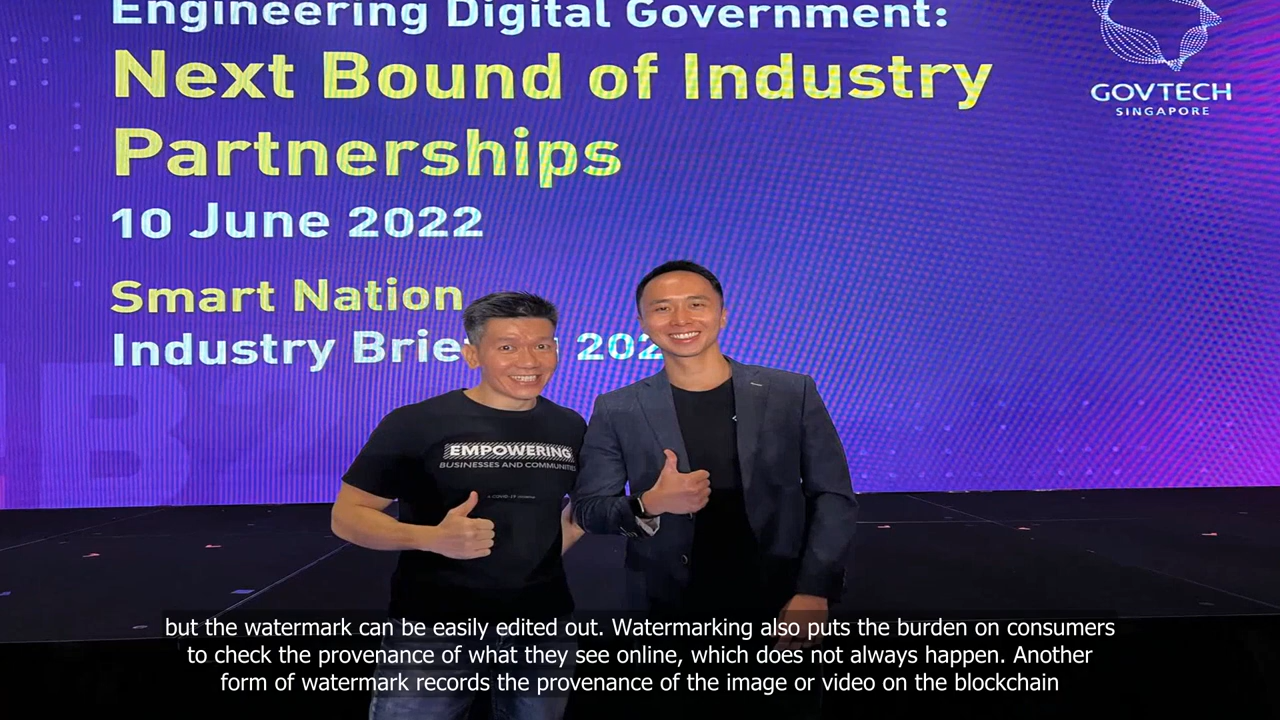 Engineering Digital Government:
Next Bound of Industry
Partnerships
GOVTECH
SINGAPORE
10 June 2022
Smart Nation
Industry Brie 202
EMPOWERING
BUSINESSES AND COMMUNITIES
but the watermark can be easily edited out. Watermarking also puts the burden on consumers
to check the provenance of what they see online, which does not always happen. Another
form of watermark records the provenance of the image or video on the blockchain